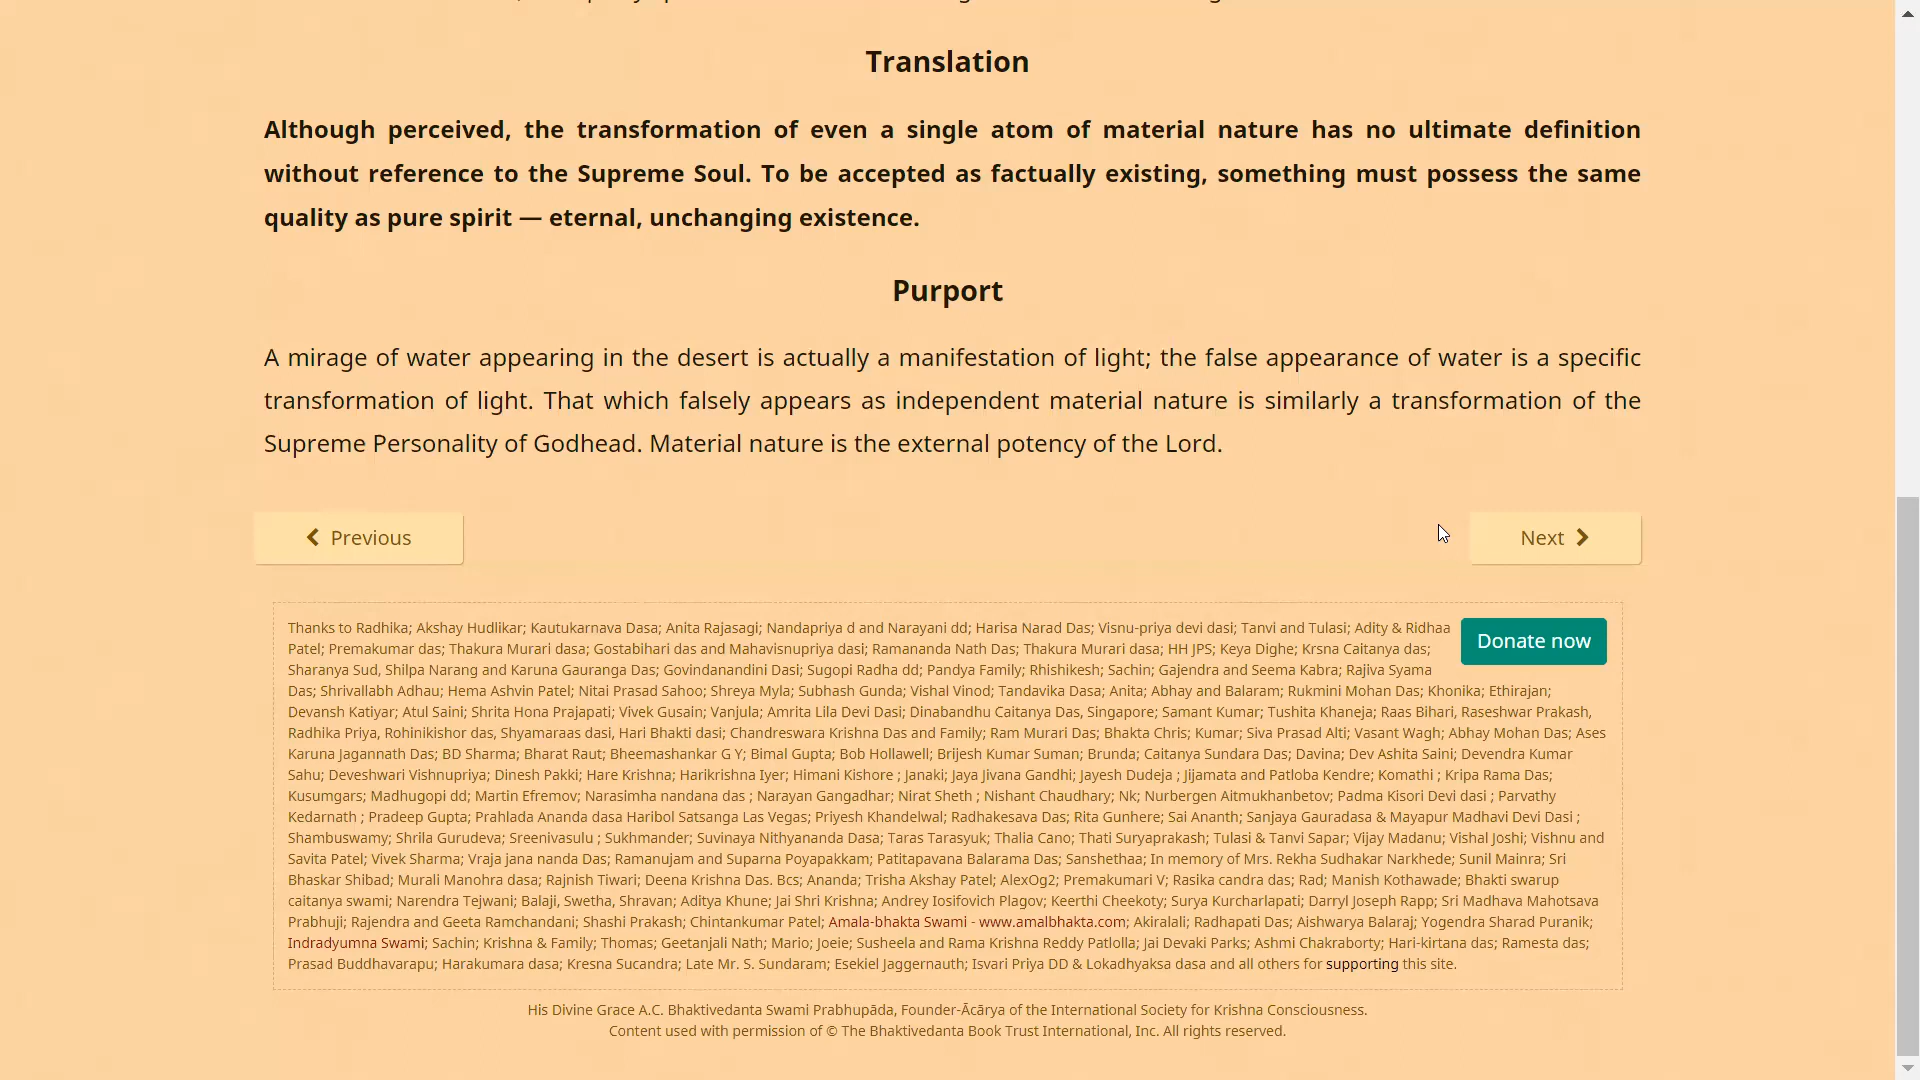 Translation
Although perceived, the transformation of even a single atom of material nature has no ultimate definition
without reference to the Supreme Soul. To be accepted as factually existing, something must possess the same
quality as pure spirit — eternal, unchanging existence.
Purport
A mirage of water appearing in the desert is actually a manifestation of light; the false appearance of water is a specific
transformation of light. That which falsely appears as independent material nature is similarly a transformation of the
Supreme Personality of Godhead. Material nature is the external potency of the Lord.
Previous
Next
Thanks to Radhika; Akshay Hudlikar; Kautukarnava Dasa; Anita Rajasagi; Nandapriya d and Narayani dd; Harisa Narad Das; Visnu-priya devi dasi; Tanvi and Tulasi; Adity & Ridhaa
Donate now
Patel; Premakumar das; Thakura Murari dasa; Gostabihari das and Mahavisnupriya dasi; Ramananda Nath Das; Thakura Murari dasa; HH JPS; Keya Dighe; Krsna Caitanya das;
Sharanya Sud, Shilpa Narang and Karuna Gauranga Das; Govindanandini Dasi; Sugopi Radha dd; Pandya Family; Rhishikesh; Sachin; Gajendra and Seema Kabra; Rajiva Syama
Das; Shrivallabh Adhau; Hema Ashvin Patel; Nitai Prasad Sahoo; Shreya Myla; Subhash Gunda; Vishal Vinod; Tandavika Dasa; Anita; Abhay and Balaram; Rukmini Mohan Das; Khonika; Ethirajan;
Devansh Katiyar; Atul Saini; Shrita Hona Prajapati; Vivek Gusain; Vanjula; Amrita Lila Devi Dasi; Dinabandhu Caitanya Das, Singapore; Samant Kumar; Tushita Khaneja; Raas Bihari, Raseshwar Prakash,
Radhika Priya, Rohinikishor das, Shyamaraas dasi, Hari Bhakti dasi; Chandreswara Krishna Das and Family; Ram Murari Das; Bhakta Chris; Kumar; Siva Prasad Alti; Vasant Wagh; Abhay Mohan Das; Ases
Karuna Jagannath Das; BD Sharma; Bharat Raut; Bheemashankar G Y; Bimal Gupta; Bob Hollawell; Brijesh Kumar Suman; Brunda; Caitanya Sundara Das; Davina; Dev Ashita Saini; Devendra Kumar
Sahu; Deveshwari Vishnupriya; Dinesh Pakki; Hare Krishna; Harikrishna Iyer; Himani Kishore ; Janaki; Jaya Jivana Gandhi; Jayesh Dudeja ; Jijamata and Patloba Kendre; Komathi ; Kripa Rama Das;
Kusumgars; Madhugopi dd; Martin Efremov; Narasimha nandana das ; Narayan Gangadhar; Nirat Sheth ; Nishant Chaudhary; Nk; Nurbergen Aitmukhanbetov; Padma Kisori Devi dasi ; Parvathy
Kedarnath ; Pradeep Gupta; Prahlada Ananda dasa Haribol Satsanga Las Vegas; Priyesh Khandelwal; Radhakesava Das; Rita Gunhere; Sai Ananth; Sanjaya Gauradasa & Mayapur Madhavi Devi Dasi ;
Shambuswamy; Shrila Gurudeva; Sreenivasulu ; Sukhmander; Suvinaya Nithyananda Dasa; Taras Tarasyuk; Thalia Cano; Thati Suryaprakash; Tulasi & Tanvi Sapar; Vijay Madanu; Vishal Joshi; Vishnu and
Savita Patel; Vivek Sharma; Vraja jana nanda Das; Ramanujam and Suparna Poyapakkam; Patitapavana Balarama Das; Sanshethaa; In memory of Mrs. Rekha Sudhakar Narkhede; Sunil Mainra; Sri
Bhaskar Shibad; Murali Manohra dasa; Rajnish Tiwari; Deena Krishna Das. Bcs; Ananda; Trisha Akshay Patel; AlexOg2; Premakumari V; Rasika candra das; Rad; Manish Kothawade; Bhakti swarup
caitanya swami; Narendra Tejwani; Balaji, Swetha, Shravan; Aditya Khune; Jai Shri Krishna; Andrey Iosifovich Plagov; Keerthi Cheekoty; Surya Kurcharlapati; Darryl Joseph Rapp; Sri Madhava Mahotsava
Prabhuji; Rajendra and Geeta Ramchandani; Shashi Prakash; Chintankumar Patel; Amala-bhakta Swami - www.amalbhakta.com; Akiralali; Radhapati Das; Aishwarya Balaraj; Yogendra Sharad Puranik;
Indradyumna Swami; Sachin; Krishna & Family; Thomas; Geetanjali Nath; Mario; Joeie; Susheela and Rama Krishna Reddy Patlolla; Jai Devaki Parks; Ashmi Chakraborty; Hari-kirtana das; Ramesta das;
Prasad Buddhavarapu; Harakumara dasa; Kresna Sucandra; Late Mr. S. Sundaram; Esekiel Jaggernauth; Isvari Priya DD & Lokadhyaksa dasa and all others for supporting this site.
His Divine Grace A.C. Bhaktivedanta Swami Prabhupāda, Founder-Ācārya of the International Society for Krishna Consciousness.
Content used with permission of © The Bhaktivedanta Book Trust International, Inc. All rights reserved.